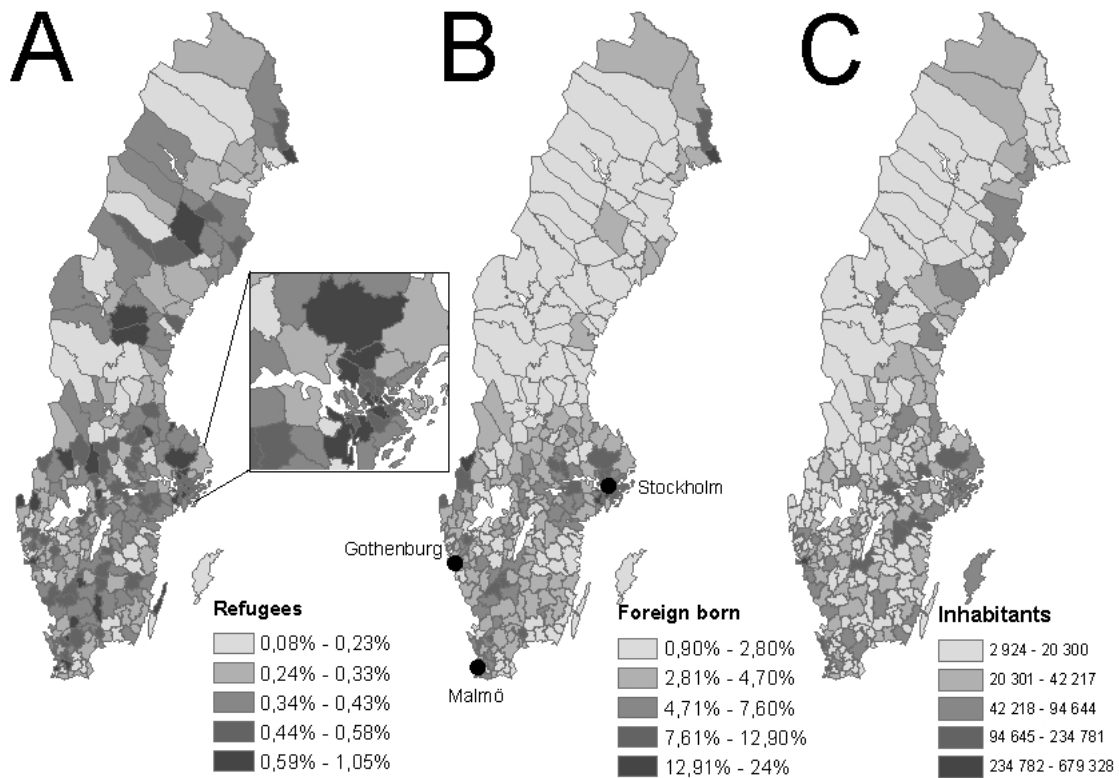 A
B
C
Stockholm
Gothenburg
Malmö
Refugees
0,08% - 0,23%
0,24% - 0,33%
0,34% - 0,43%
0,44% - 0,58%
0,59% - 1,05%
Foreign born
0,90% - 2,80%
2,81% - 4,70%
4,71% - 7,60%
7,61% - 12,90%
12,91% - 24%
Inhabitants
2 924 - 20 300
20 301 - 42 217
42 218 - 94 644
94 645 - 234 781
234 782 - 679 328